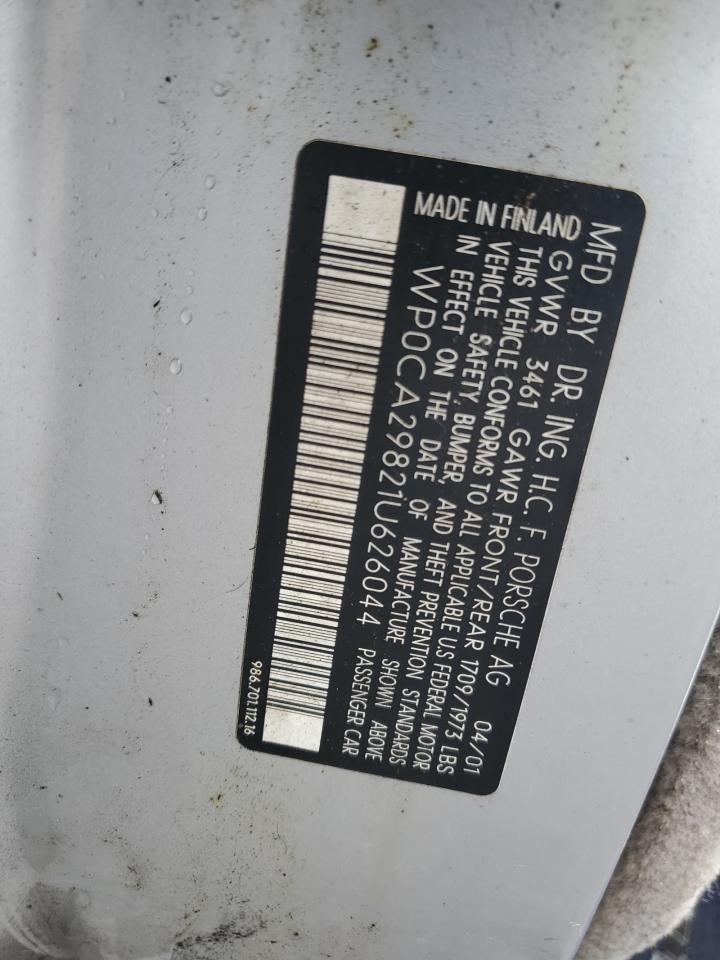 MFD BY DR. ING. H.C. F. PORSCHE AG 04/01
GVWR 3461 GAWR FRONT/REAR 1709/1973 LBS
THIS VEHICLE CONFORMS TO ALL APPLICABLE U.S FEDERAL MOTOR
VEHICLE SAFETY, BUMPER, AND THEFT PREVENTION STANDARDS
IN EFFECT ON THE DATE OF MANUFACTURE SHOWN ABOVE
MADE IN FINLAND
WP0CA29821U626044 PASSENGER CAR
986.701.112.16